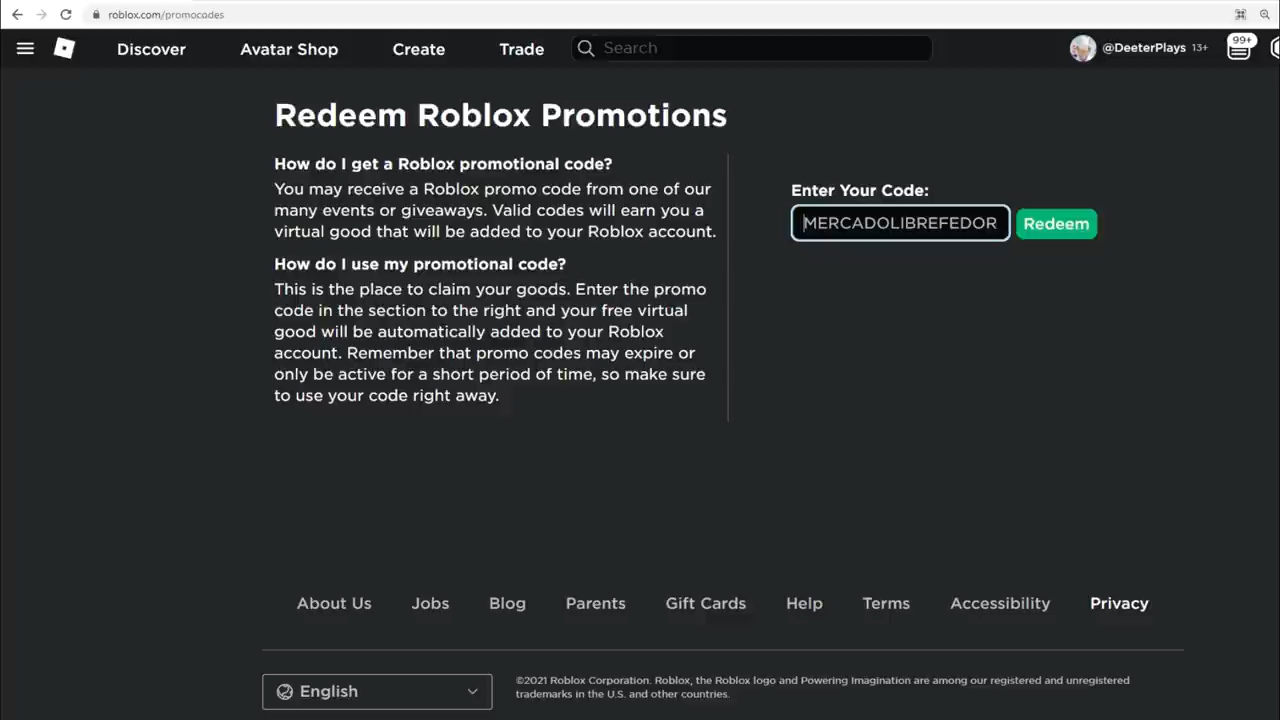 roblox.com/promocodes
Discover
Avatar Shop
Create
Trade
Search
@DeeterPlays 13+
99+
Redeem Roblox Promotions
How do I get a Roblox promotional code?
You may receive a Roblox promo code from one of our
many events or giveaways. Valid codes will earn you a
virtual good that will be added to your Roblox account.
How do I use my promotional code?
This is the place to claim your goods. Enter the promo
code in the section to the right and your free virtual
good will be automatically added to your Roblox
account. Remember that promo codes may expire or
only be active for a short period of time, so make sure
to use your code right away.
Enter Your Code:
MERCADOLIBREFEDOR
Redeem
About Us
Jobs
Blog
Parents
Gift Cards
Help
Terms
Accessibility
Privacy
English
©2021 Roblox Corporation. Roblox, the Roblox logo and Powering Imagination are among our registered and unregistered
trademarks in the U.S. and other countries.